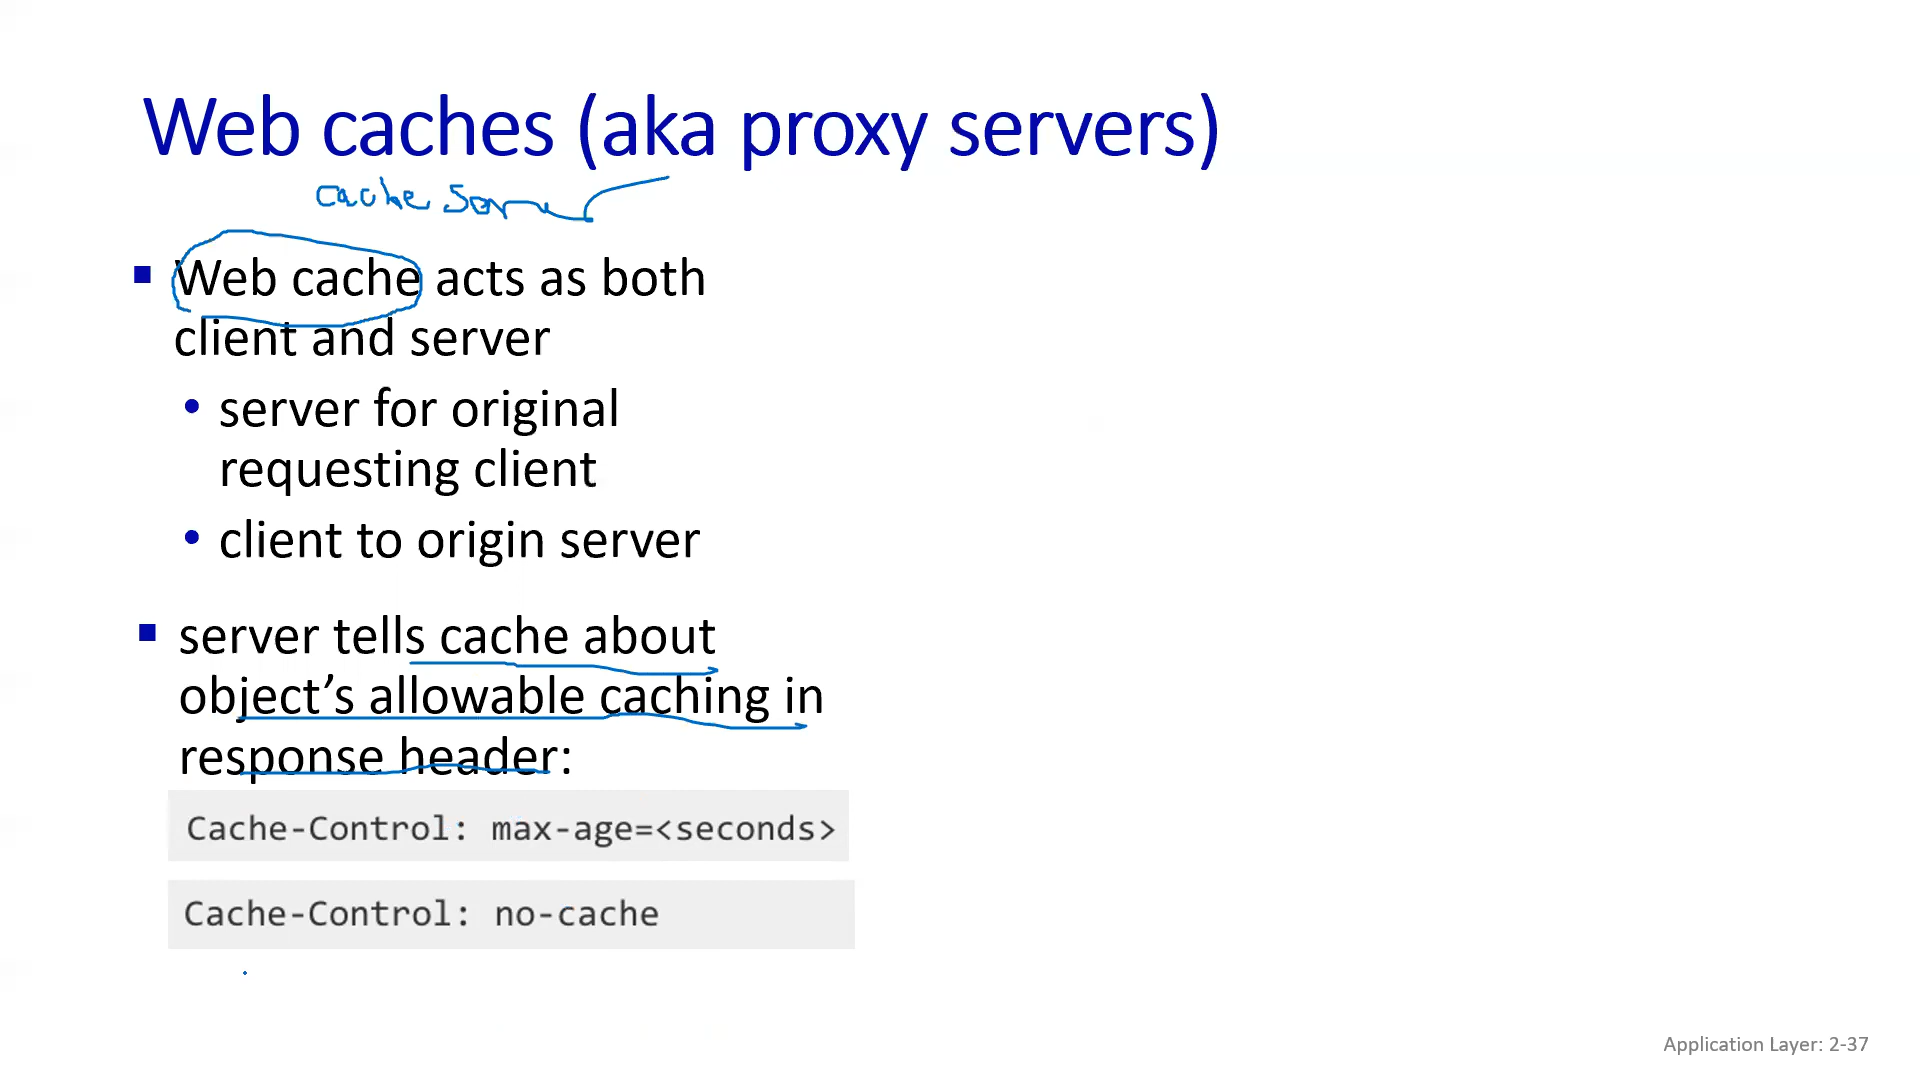 Web caches (aka proxy servers)
cache server
Web cache acts as both
client and server
server for original
requesting client
client to origin server
server tells cache about
object’s allowable caching in
response header:
Cache-Control: max-age=<seconds>
Cache-Control: no-cache
Application Layer: 2-37